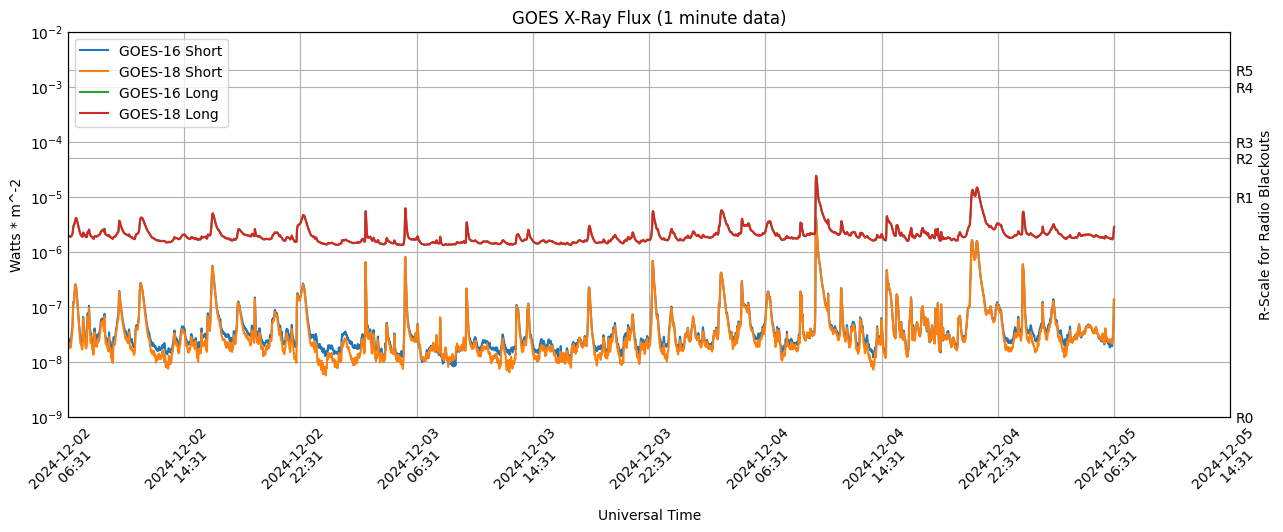 GOES X-Ray Flux (1 minute data)
GOES-16 Short
GOES-18 Short
GOES-16 Long
GOES-18 Long
Watts * m^-2
10^-2
10^-3
10^-4
10^-5
10^-6
10^-7
10^-8
10^-9
R5
R4
R3
R2
R1
R0
R-Scale for Radio Blackouts
2024-12-02
06:31
2024-12-02
14:31
2024-12-02
22:31
2024-12-03
06:31
2024-12-03
14:31
2024-12-03
22:31
2024-12-04
06:31
2024-12-04
14:31
2024-12-04
22:31
2024-12-05
06:31
2024-12-05
14:31
Universal Time